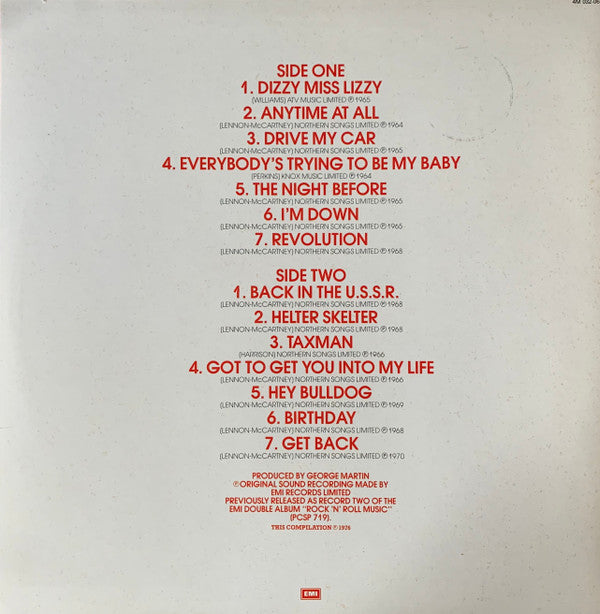 4M 032-06
SIDE ONE
1. DIZZY MISS LIZZY
(WILLIAMS) ATV MUSIC LIMITED ℗ 1965
2. ANYTIME AT ALL
(LENNON-McCARTNEY) NORTHERN SONGS LIMITED ℗ 1964
3. DRIVE MY CAR
(LENNON-McCARTNEY) NORTHERN SONGS LIMITED ℗ 1965
4. EVERYBODY'S TRYING TO BE MY BABY
(PERKINS) KNOX MUSIC LIMITED ℗ 1964
5. THE NIGHT BEFORE
(LENNON-McCARTNEY) NORTHERN SONGS LIMITED ℗ 1965
6. I'M DOWN
(LENNON-McCARTNEY) NORTHERN SONGS LIMITED ℗ 1965
7. REVOLUTION
(LENNON-McCARTNEY) NORTHERN SONGS LIMITED ℗ 1968
SIDE TWO
1. BACK IN THE U.S.S.R.
(LENNON-McCARTNEY) NORTHERN SONGS LIMITED ℗ 1968
2. HELTER SKELTER
(LENNON-McCARTNEY) NORTHERN SONGS LIMITED ℗ 1968
3. TAXMAN
(HARRISON) NORTHERN SONGS LIMITED ℗ 1966
4. GOT TO GET YOU INTO MY LIFE
(LENNON-McCARTNEY) NORTHERN SONGS LIMITED ℗ 1966
5. HEY BULLDOG
(LENNON-McCARTNEY) NORTHERN SONGS LIMITED ℗ 1969
6. BIRTHDAY
(LENNON-McCARTNEY) NORTHERN SONGS LIMITED ℗ 1968
7. GET BACK
(LENNON-McCARTNEY) NORTHERN SONGS LIMITED ℗ 1970
PRODUCED BY GEORGE MARTIN
℗ ORIGINAL SOUND RECORDING MADE BY
EMI RECORDS LIMITED
PREVIOUSLY RELEASED AS RECORD TWO OF THE
EMI DOUBLE ALBUM "ROCK 'N' ROLL MUSIC"
(PCSP 719).
THIS COMPILATION ℗ 1976
EMI